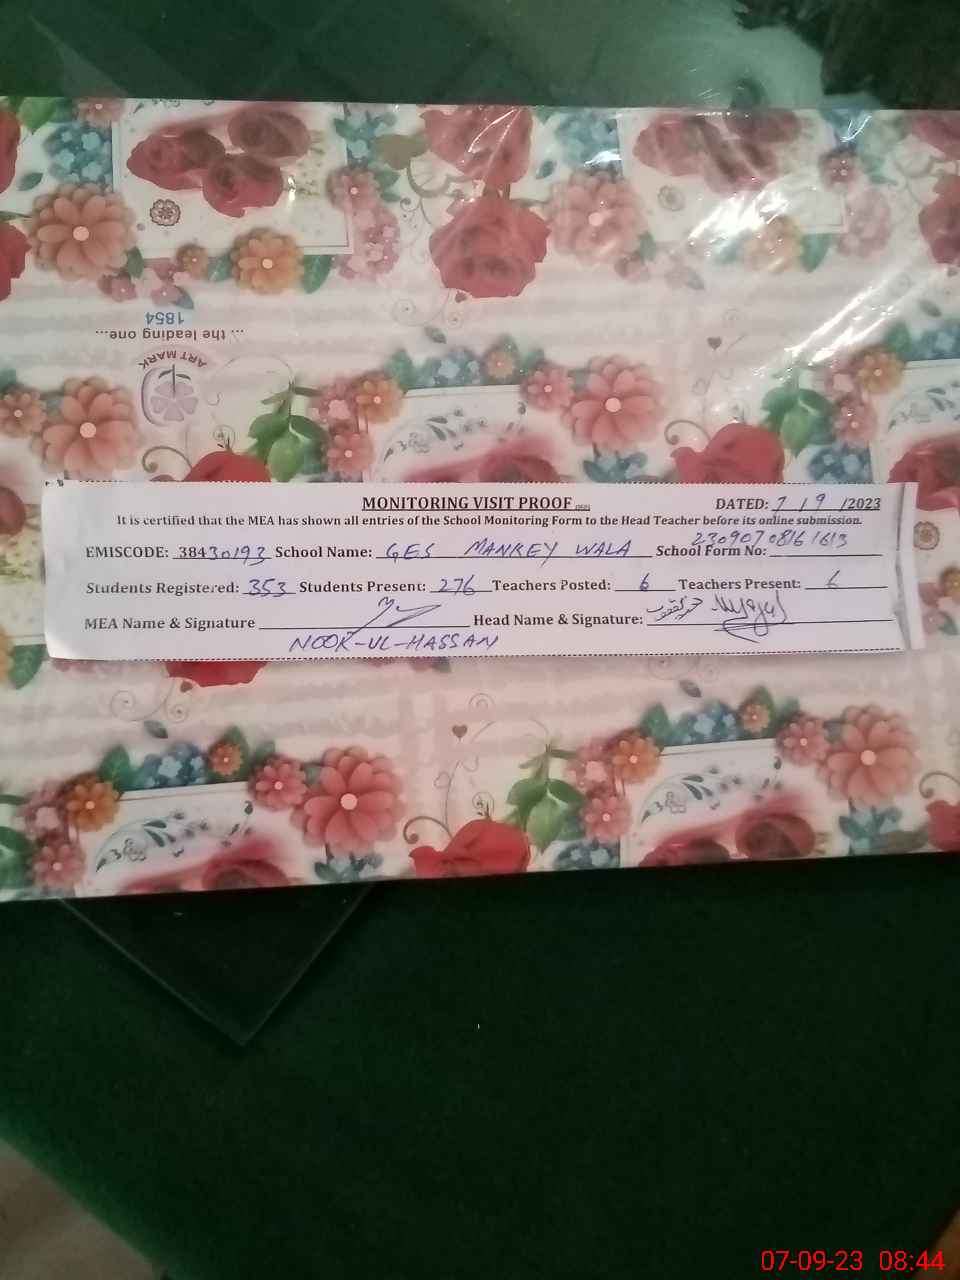 1854
... the leading one...
ART MARK
MONITORING VISIT PROOF
DATED: 7/9/2023
It is certified that the MEA has shown all entries of the School Monitoring Form to the Head Teacher before its online submission.
EMISCODE: 38430193 School Name: GES MANKEY WALA School Form No: 23090708161613
Students Registered: 353 Students Present: 276 Teachers Posted: 6 Teachers Present: 6
MEA Name & Signature Head Name & Signature:
NOOR-UL-HASSAN
07-09-23 08:44